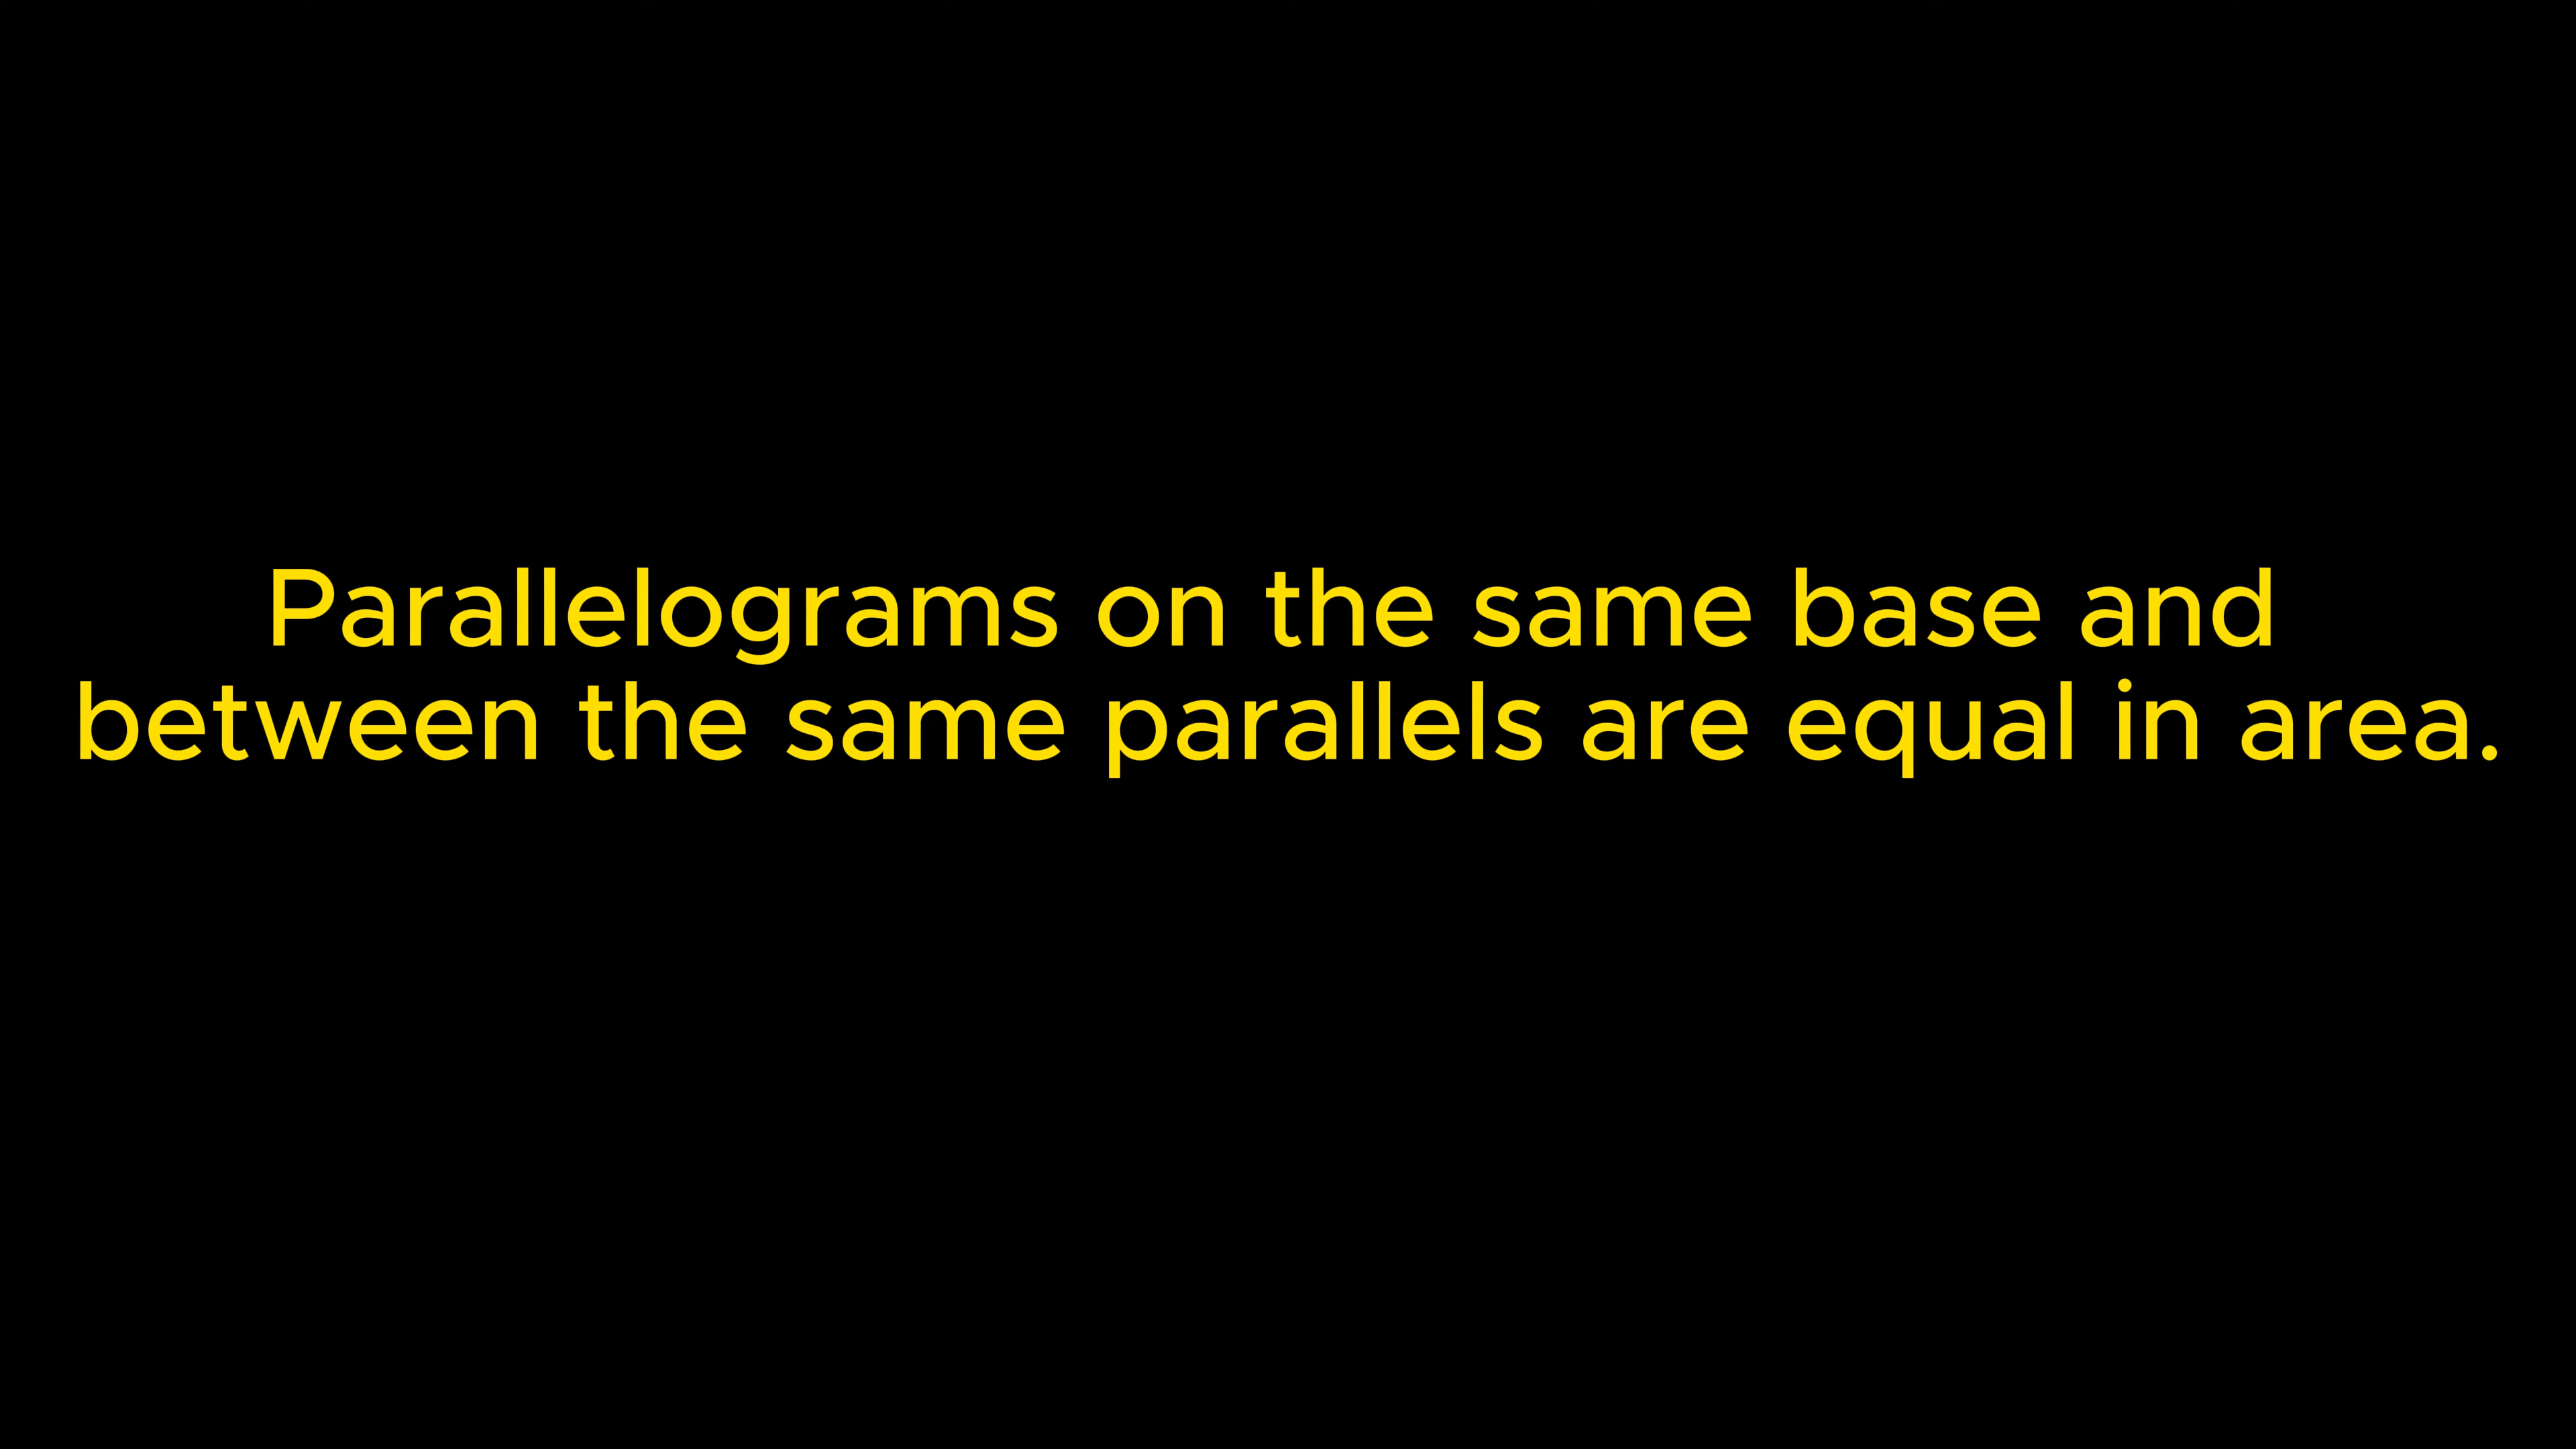 Parallelograms on the same base and
between the same parallels are equal in area.